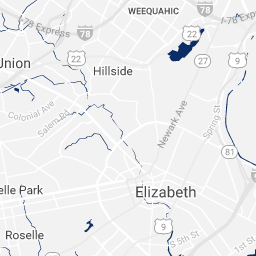 WEEQUAHIC
78
I-78 Express
78
I-78 Express
22
22
9
27
Union
Hillside
Colonial Ave
Salem Rd
Newark Ave
Spring St
81
elle Park
Elizabeth
Roselle
9
S 5th St
1st St